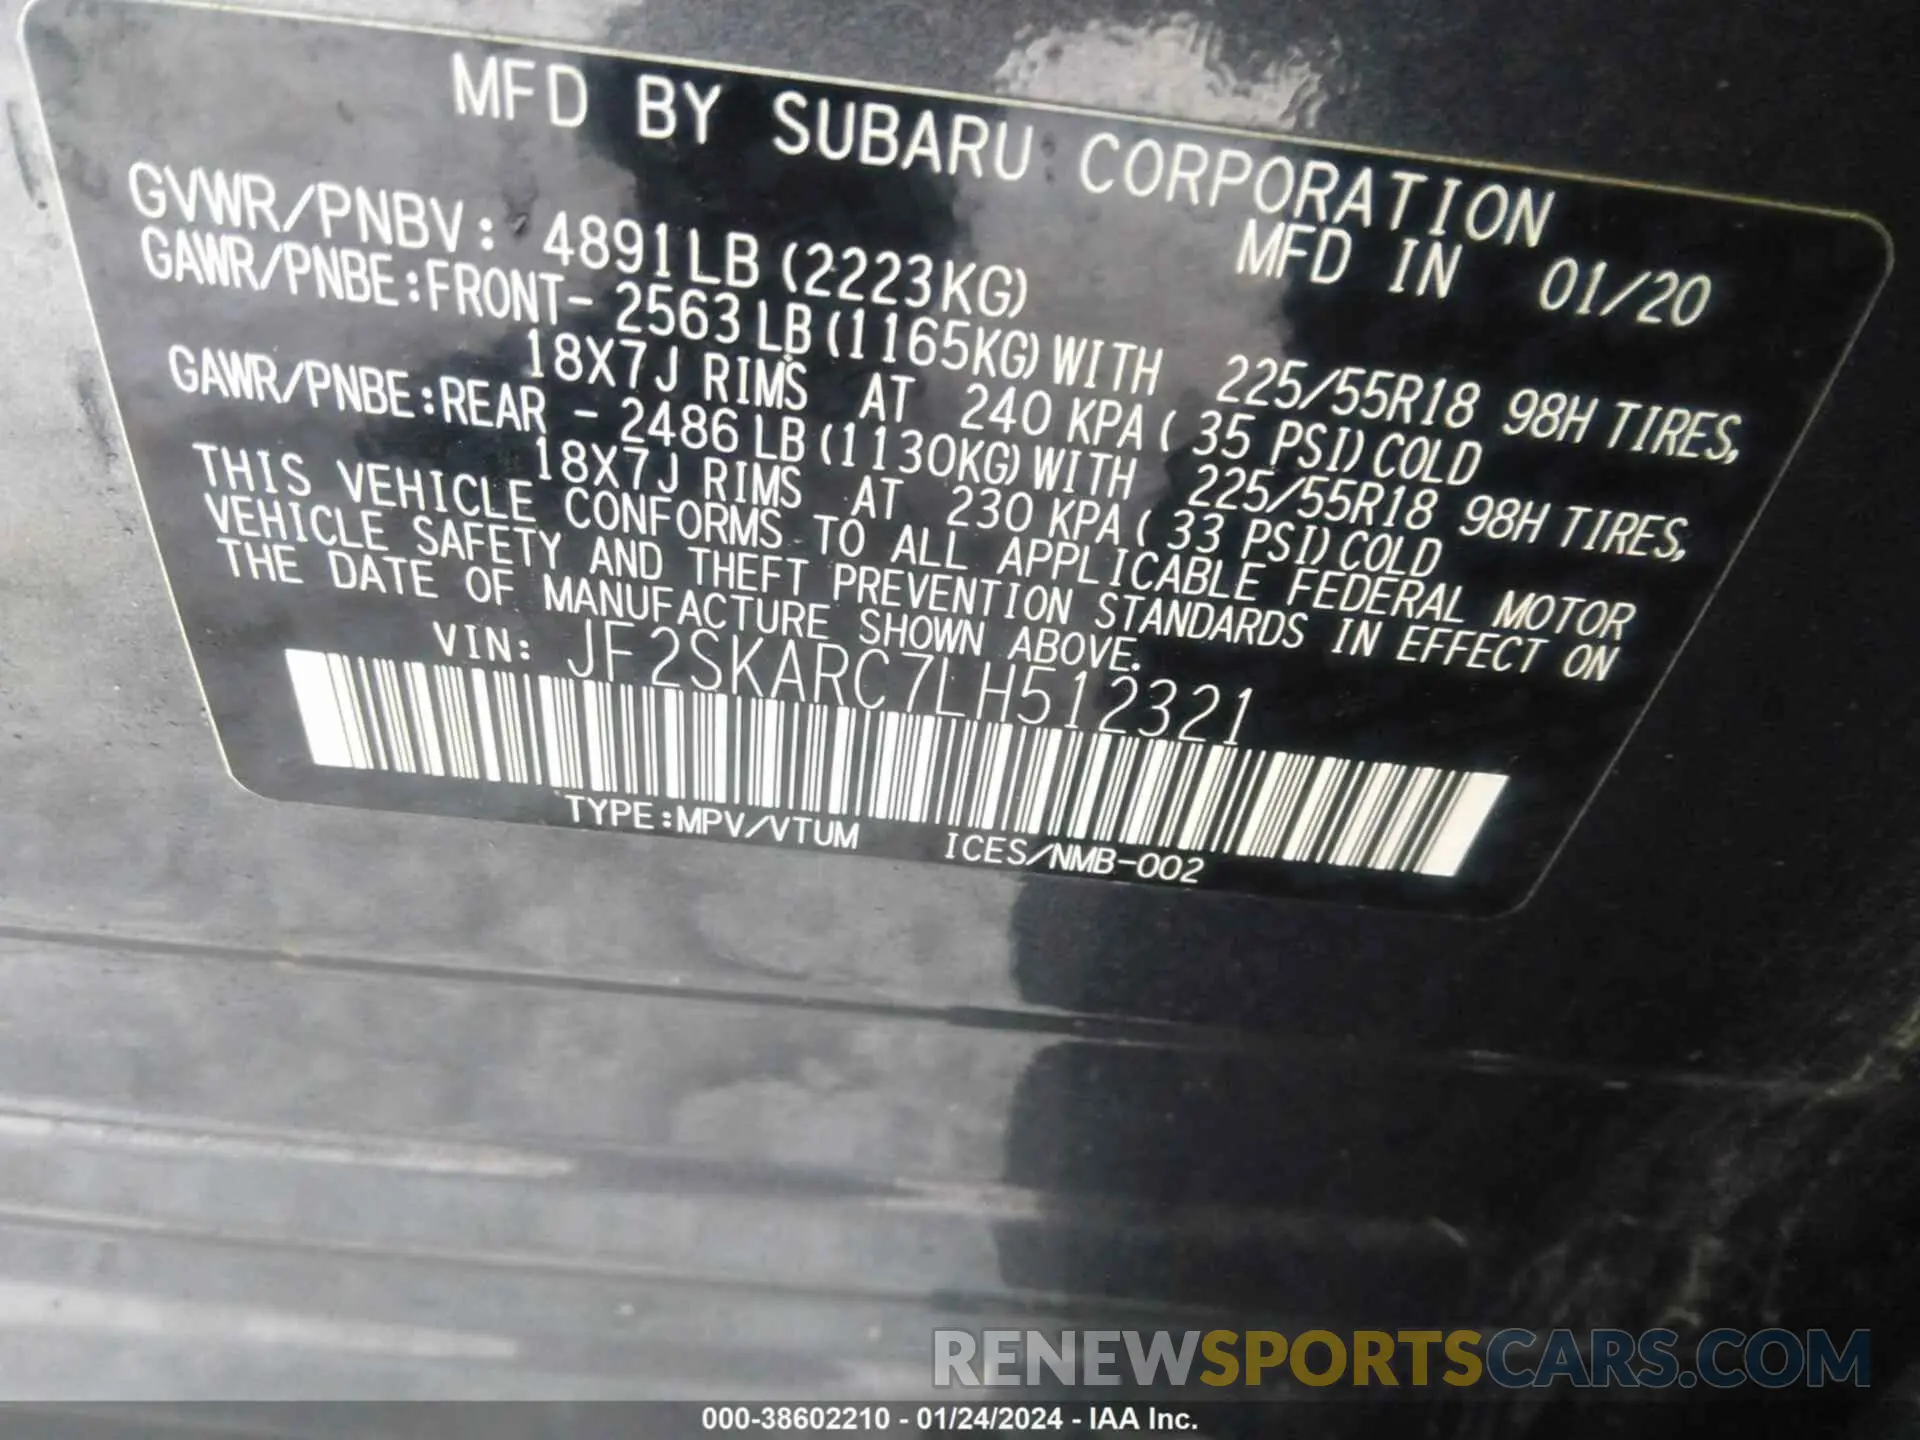 MFD BY SUBARU CORPORATION
MFD IN 01/20
GVWR/PNBV: 4891LB (2223KG)
GAWR/PNBE:FRONT- 2563 LB (1165KG) WITH 225/55R18 98H TIRES,
18X7J RIMS AT 240 KPA ( 35 PSI) COLD
GAWR/PNBE:REAR - 2486 LB (1130KG) WITH 225/55R18 98H TIRES,
18X7J RIMS AT 230 KPA ( 33 PSI) COLD
THIS VEHICLE CONFORMS TO ALL APPLICABLE FEDERAL MOTOR
VEHICLE SAFETY AND THEFT PREVENTION STANDARDS IN EFFECT ON
THE DATE OF MANUFACTURE SHOWN ABOVE.
VIN: JF2SKARC7LH512321
TYPE:MPV/VTUM ICES/NMB-002
RENEWSPORTSCARS.COM
000-38602210 - 01/24/2024 - IAA Inc.